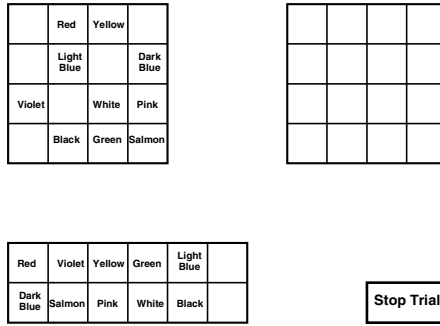 Red Yellow
Light Blue Dark Blue
Violet White Pink
Black Green Salmon
Red Violet Yellow Green Light Blue
Dark Blue Salmon Pink White Black
Stop Trial